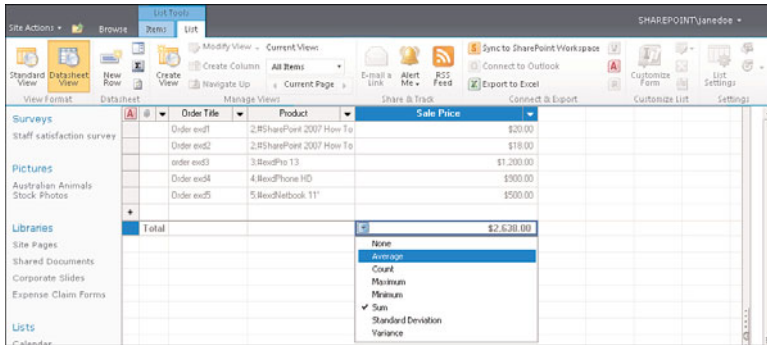 List Tools
SHAREPOINT\janedoe
Site Actions Browse Items List
Standard View
Datasheet View
New Row
Create View
Modify View
Create Column
Navigate Up
Current View:
All Items
Current Page
E-mail a Link
Alert Me
RSS Feed
Sync to SharePoint Workspace
Connect to Outlook
Export to Excel
Customize Form
List Settings
View Format Datasheet Manage Views Share & Track Connect & Export Customize List Settings
Surveys
Staff satisfaction survey
Pictures
Australian Animals
Stock Photos
Libraries
Site Pages
Shared Documents
Corporate Slides
Expense Claim Forms
Lists
Calendar
Order Title Product Sale Price
Order exd1 2;#SharePoint 2007 How To $20.00
Order exd2 2;#SharePoint 2007 How To $18.00
order exd3 3;#exdPro 13 $1,200.00
Order exd4 4;#exdPhone HD $900.00
Order exd5 5;#exdNetbook 11" $500.00
Total $2,638.00
None
Average
Count
Maximum
Minimum
Sum
Standard Deviation
Variance